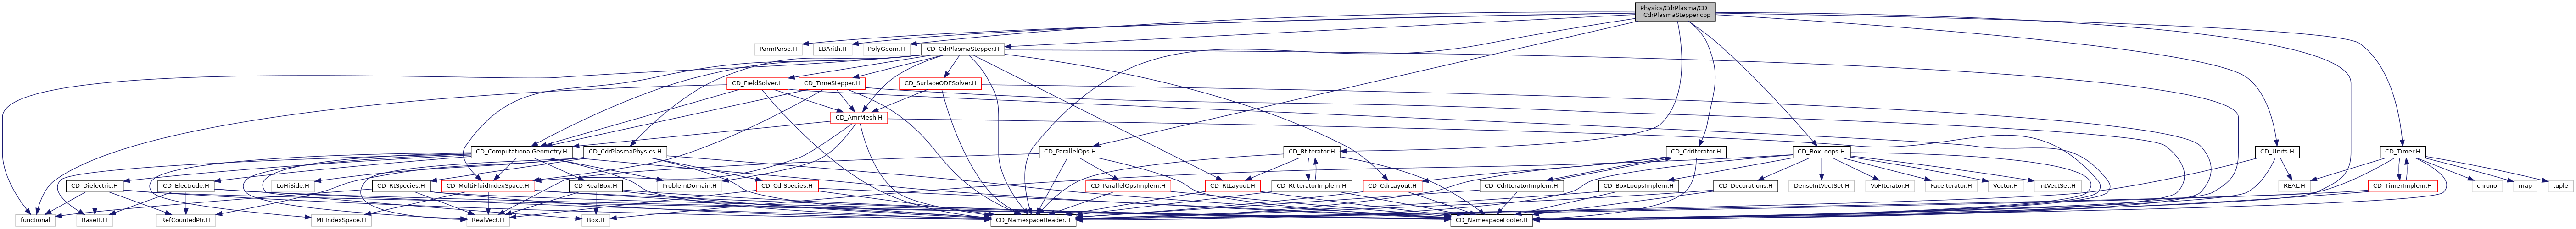 Physics/CdrPlasma/CD
_CdrPlasmaStepper.cpp
ParmParse.H
EBArith.H
PolyGeom.H
CD_CdrPlasmaStepper.H
CD_FieldSolver.H
CD_TimeStepper.H
CD_SurfaceODESolver.H
CD_AmrMesh.H
CD_ComputationalGeometry.H
CD_CdrPlasmaPhysics.H
CD_ParallelOps.H
CD_RtIterator.H
CD_CdrIterator.H
CD_BoxLoops.H
CD_Units.H
CD_Timer.H
CD_Dielectric.H
CD_Electrode.H
LoHiSide.H
CD_RtSpecies.H
CD_MultiFluidIndexSpace.H
CD_RealBox.H
ProblemDomain.H
CD_CdrSpecies.H
CD_ParallelOpsImplem.H
CD_RtLayout.H
CD_RtIteratorImplem.H
CD_CdrLayout.H
CD_CdrIteratorImplem.H
CD_BoxLoopsImplem.H
CD_Decorations.H
DenseIntVectSet.H
VoFIterator.H
FaceIterator.H
Vector.H
IntVectSet.H
REAL.H
CD_TimerImplem.H
chrono
map
tuple
functional
BaseIF.H
RefCountedPtr.H
MFIndexSpace.H
RealVect.H
Box.H
CD_NamespaceHeader.H
CD_NamespaceFooter.H